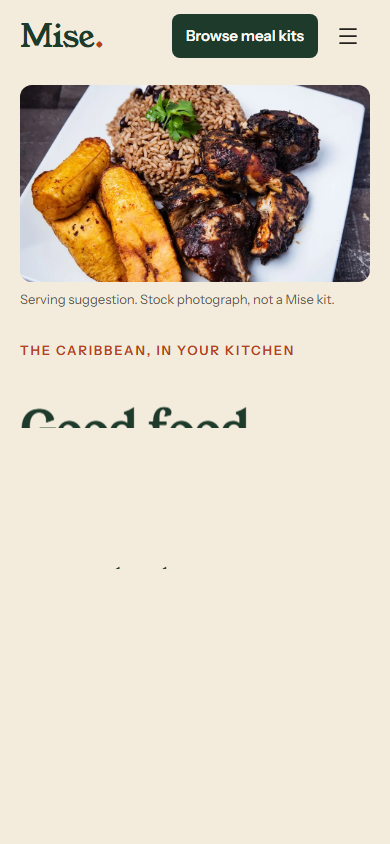 Mise.
Browse meal kits
Serving suggestion. Stock photograph, not a Mise kit.
THE CARIBBEAN, IN YOUR KITCHEN
Good food